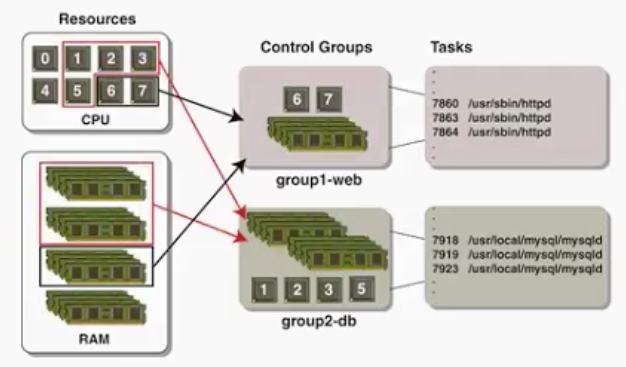 Resources
0 1 2 3
4 5 6 7
CPU
RAM
Control Groups
6 7
group1-web
1 2 3 5
group2-db
Tasks
7860 /usr/sbin/httpd
7863 /usr/sbin/httpd
7864 /usr/sbin/httpd
7918 /usr/local/mysql/mysqld
7919 /usr/local/mysql/mysqld
7923 /usr/local/mysql/mysqld